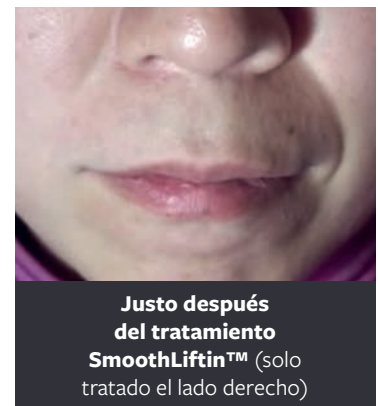 Justo después
del tratamiento
SmoothLiftin™ (solo
tratado el lado derecho)